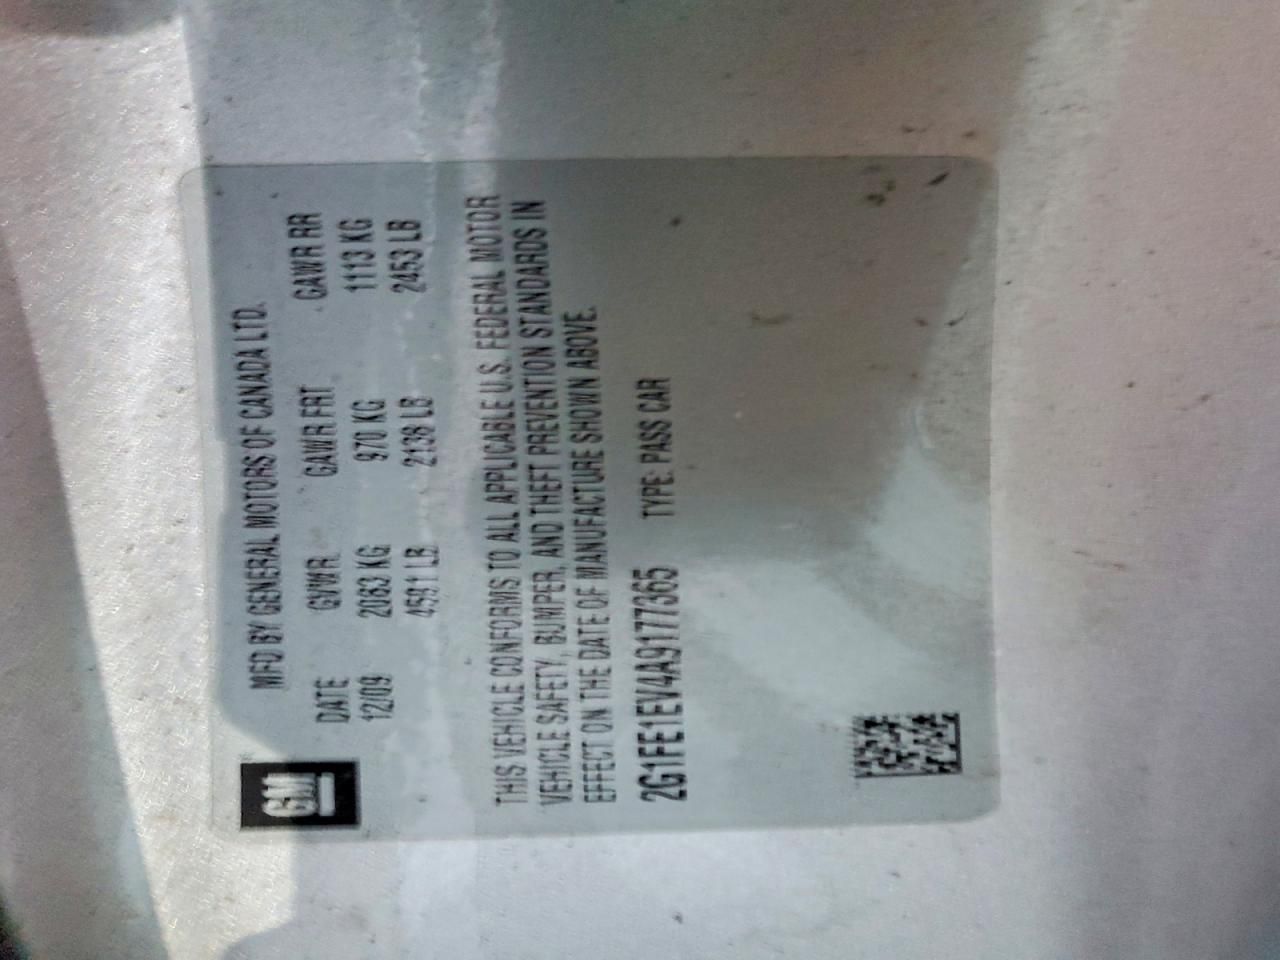 GM
MFD BY GENERAL MOTORS OF CANADA LTD.
DATE GVWR GAWR FRT GAWR RR
12/09 2083 KG 970 KG 1113 KG
4591 LB 2138 LB 2453 LB
THIS VEHICLE CONFORMS TO ALL APPLICABLE U.S. FEDERAL MOTOR
VEHICLE SAFETY, BUMPER, AND THEFT PREVENTION STANDARDS IN
EFFECT ON THE DATE OF MANUFACTURE SHOWN ABOVE.
2G1FE1EV4A9177365 TYPE: PASS CAR